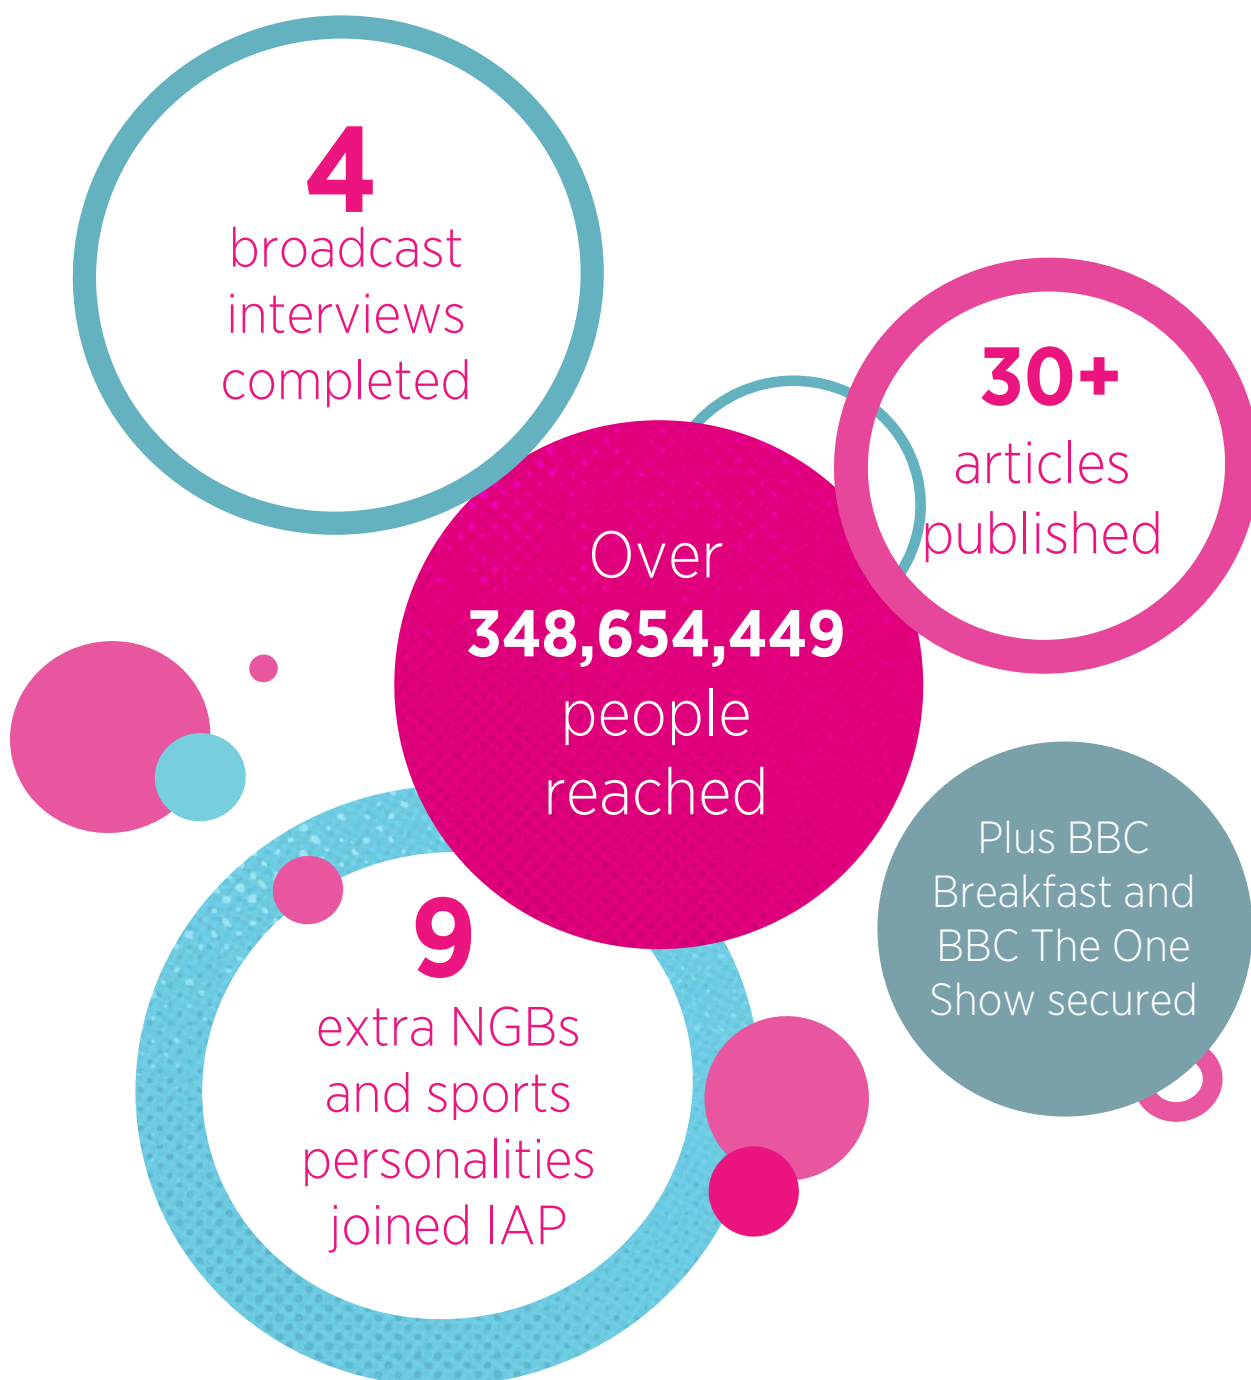 4
broadcast
interviews
completed
30+
articles
published
Over
348,654,449
people
reached
Plus BBC
Breakfast and
BBC The One
Show secured
9
extra NGBs
and sports
personalities
joined IAP